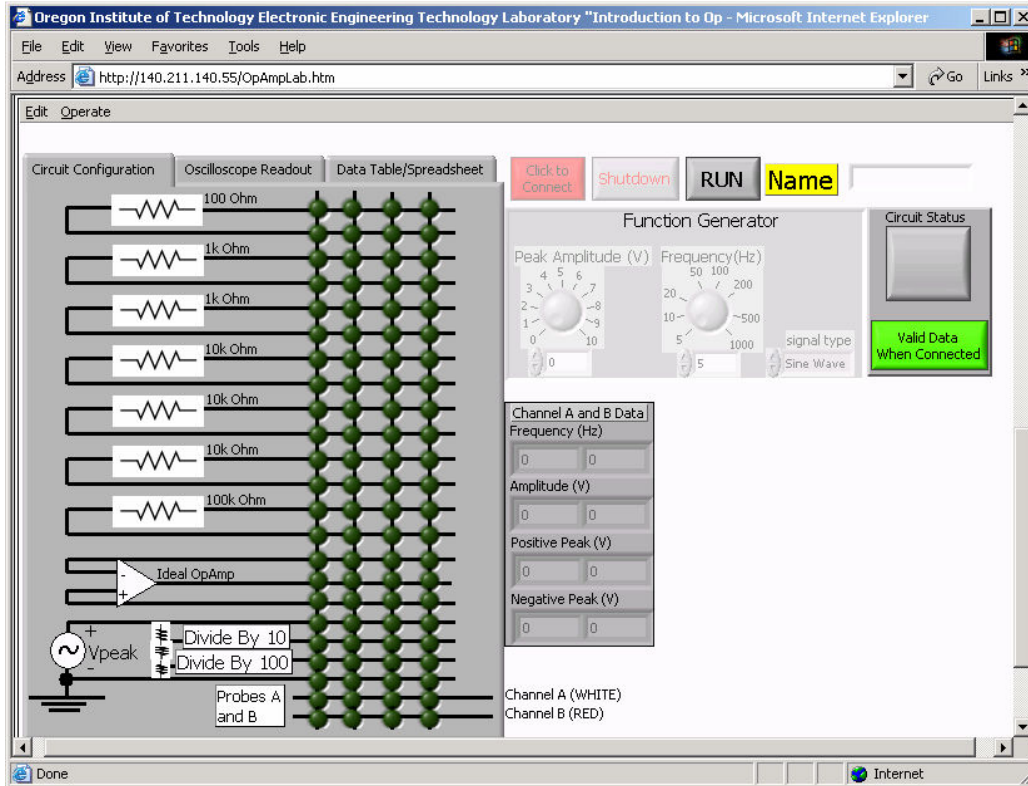 Oregon Institute of Technology Electronic Engineering Technology Laboratory "Introduction to Op - Microsoft Internet Explorer
File Edit View Favorites Tools Help
Address http://140.211.140.55/OpAmpLab.htm Go Links »
Edit Operate
Circuit Configuration Oscilloscope Readout Data Table/Spreadsheet
Click to
Connect
Shutdown
RUN
Name
100 Ohm
1k Ohm
1k Ohm
10k Ohm
10k Ohm
10k Ohm
100k Ohm
-
+
Ideal OpAmp
+
Vpeak
-
Divide By 10
Divide By 100
Probes A
and B
Channel A (WHITE)
Channel B (RED)
Function Generator
Peak Amplitude (V)
0 1 2 3 4 5 6 7 8 9 10
0
Frequency(Hz)
5 10 20 50 100 200 500 1000
5
signal type
Sine Wave
Circuit Status
Valid Data
When Connected
Channel A and B Data
Frequency (Hz)
0 0
Amplitude (V)
0 0
Positive Peak (V)
0 0
Negative Peak (V)
0 0
Done Internet